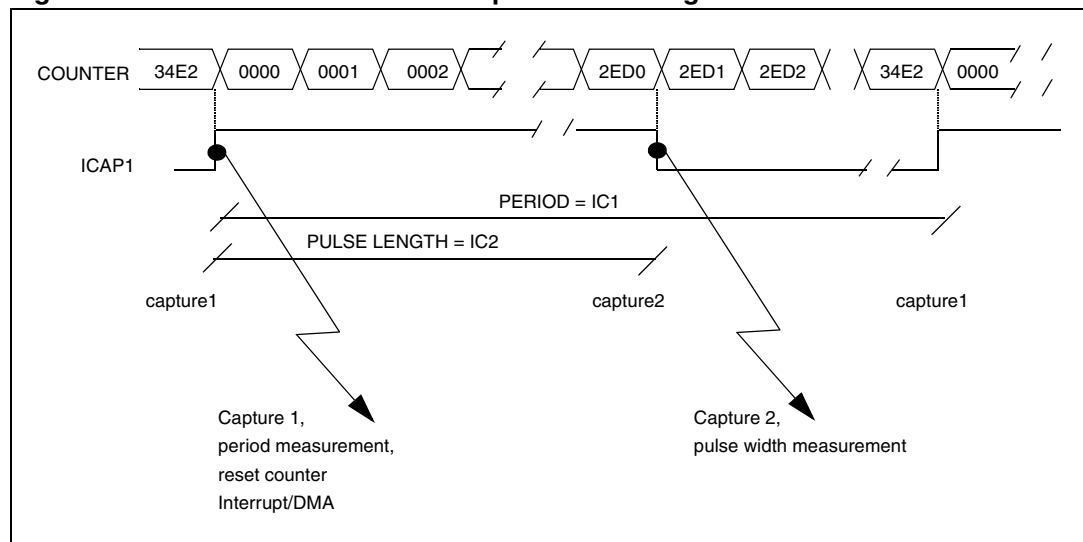 COUNTER 34E2 0000 0001 0002 2ED0 2ED1 2ED2 34E2 0000
ICAP1
PERIOD = IC1
PULSE LENGTH = IC2
capture1 capture2 capture1
Capture 1,
period measurement,
reset counter
Interrupt/DMA
Capture 2,
pulse width measurement